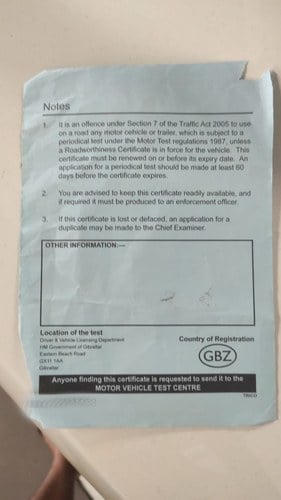 Notes
1. It is an offence under Section 7 of the Traffic Act 2005 to use
on a road any motor cehicle or trailer, which is subject to a
periodical test under the Motor Test regulations 1987, unless
a Roadworthiness Certificate is in force for the vehicle. This
certificate must be renewed on or before its expiry date. An
application for a periodical test should be made at least 60
days before the certificate expires.
2. You are advised to keep this certificate readily available, and
if required it must be produced to an enforcement officer.
3. If this certificate is lost or defaced, an application for a
duplicate may be made to the Chief Examiner.
OTHER INFORMATION:—
Location of the test
Driver & Vehicle Licensing Department
HM Government of Gibraltar
Eastern Beach Road
GX11 1AA
Gibraltar
Country of Registration
GBZ
Anyone finding this certificate is requested to send it to the
MOTOR VEHICLE TEST CENTRE
TRICO